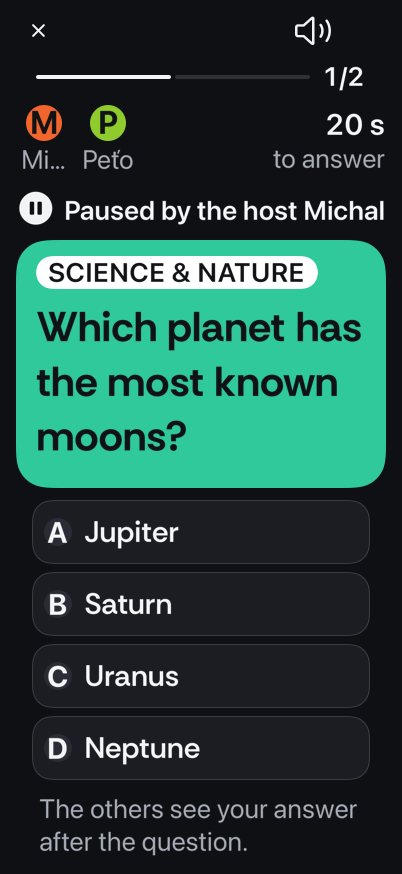 1/2
M P
20 s
Mi... Peťo
to answer
Paused by the host Michal
SCIENCE & NATURE
Which planet has
the most known
moons?
A Jupiter
B Saturn
C Uranus
D Neptune
The others see your answer
after the question.